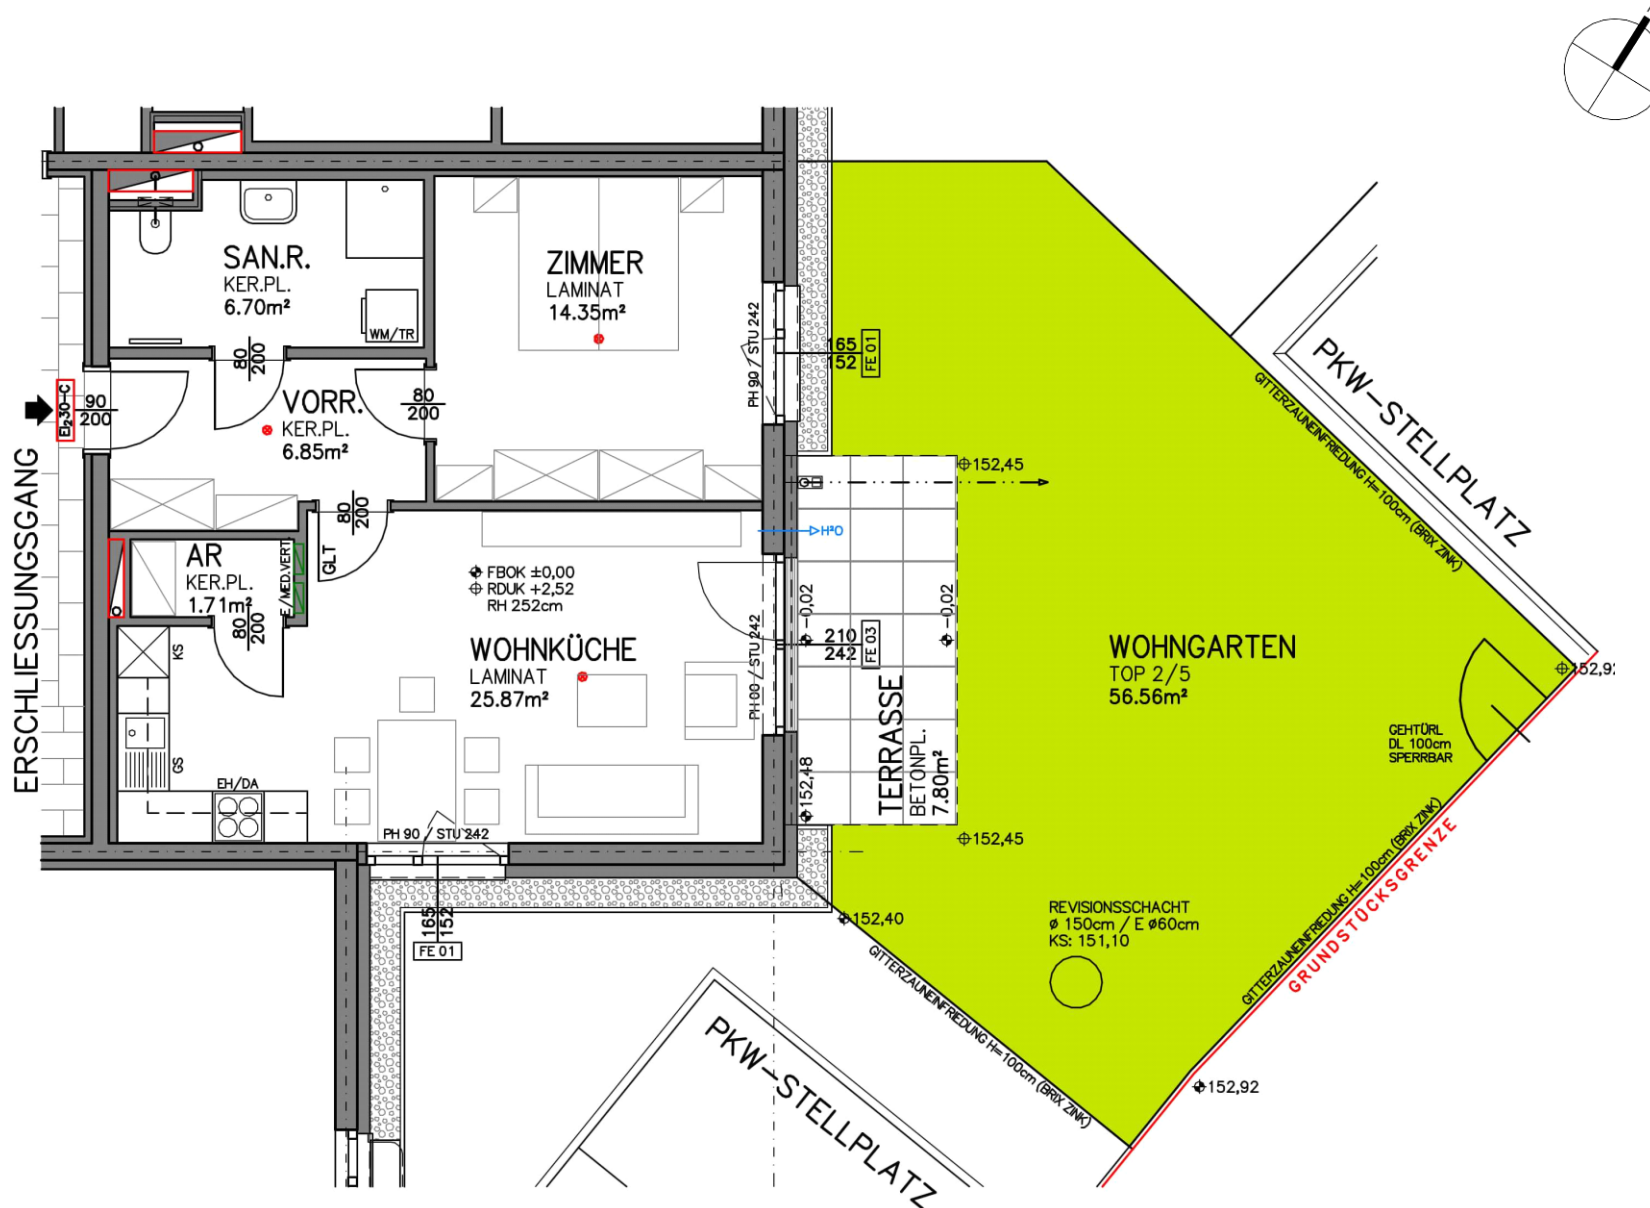 SAN.R.
KER.PL.
6.70m²
WM/TR
80
200
ZIMMER
LAMINAT
14.35m²
PH 90 / STU 242
165
152
FE 01
EI₂30-C
90
200
VORR.
KER.PL.
6.85m²
80
200
80
200
GLT
ERSCHLIESSUNGSGANG
AR
KER.PL.
1.71m²
E/MED.VERT.
80
200
FBOK ±0,00
RDUK +2,52
RH 252cm
WOHNKÜCHE
LAMINAT
25.87m²
KS
GS
EH/DA
PH 90 / STU 242
165
152
FE 01
H²O
PH 00 / STU 242
210
242
FE 03
-0,02
-0,02
152,45
152,48
TERRASSE
BETONPL.
7.80m²
152,45
152,40
WOHNGARTEN
TOP 2/5
56.56m²
GITTERZAUNEINFRIEDUNG H=100cm (BRIX ZINK)
PKW-STELLPLATZ
152,92
GEHTÜRL
DL 100cm
SPERRBAR
GITTERZAUNEINFRIEDUNG H=100cm (BRIX ZINK)
GRUNDSTÜCKSGRENZE
REVISIONSSCHACHT
ø 150cm / E ø60cm
KS: 151,10
GITTERZAUNEINFRIEDUNG H=100cm (BRIX ZINK)
152,92
PKW-STELLPLATZ